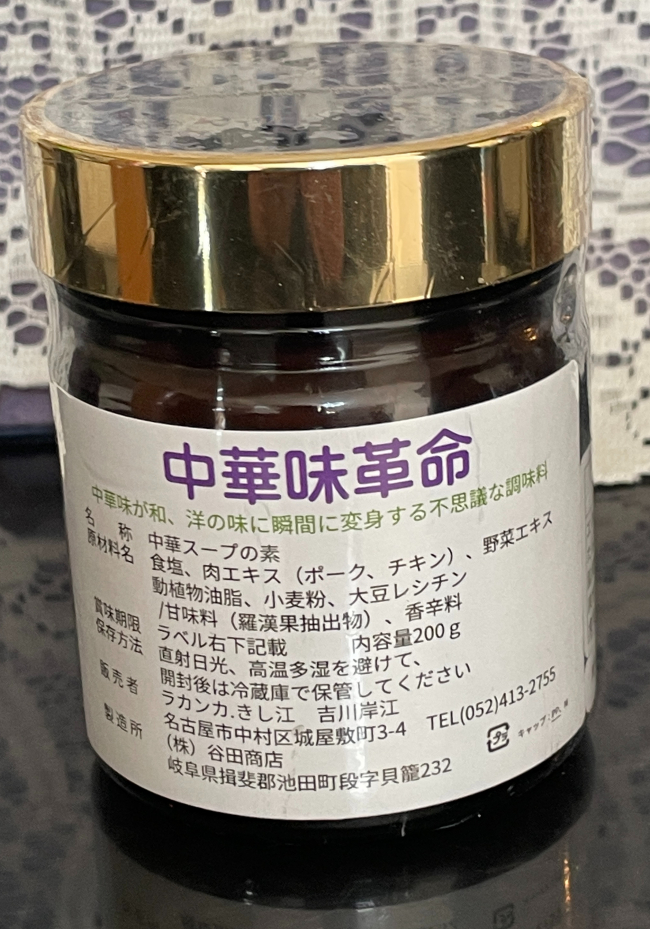 中華味革命
中華味が和、洋の味に瞬間に変身する不思議な調味料
名 称 中華スープの素
原材料名 食塩、肉エキス（ポーク、チキン）、野菜エキス
動植物油脂、小麦粉、大豆レシチン
/甘味料（羅漢果抽出物）、香辛料
賞味期限 ラベル右下記載 内容量200g
保存方法 直射日光、高温多湿を避けて、
開封後は冷蔵庫で保管してください
販売者 ラカンカ.きし江 吉川岸江
名古屋市中村区城屋敷町3-4 TEL(052)413-2755
製造所 （株）谷田商店
岐阜県揖斐郡池田町段字貝籠232
プラ キャップ：PP、